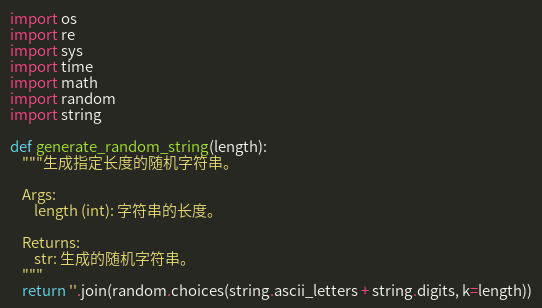 import os
import re
import sys
import time
import math
import random
import string

def generate_random_string(length):
    """生成指定长度的随机字符串。

    Args:
        length (int): 字符串的长度。

    Returns:
        str: 生成的随机字符串。
    """
    return ''.join(random.choices(string.ascii_letters + string.digits, k=length))